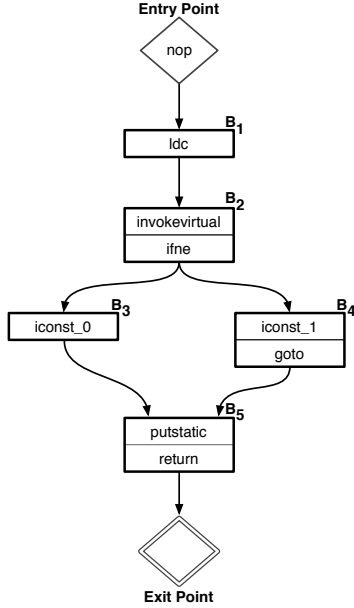 Entry Point
nop
B1
ldc
B2
invokevirtual
ifne
B3
iconst_0
B4
iconst_1
goto
B5
putstatic
return
Exit Point